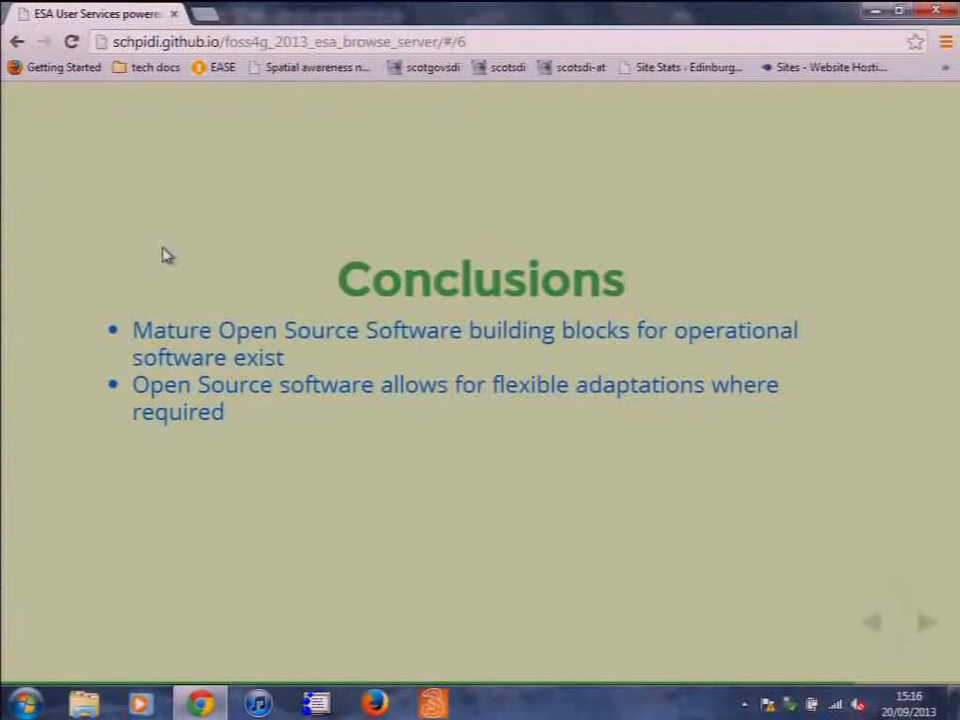 ESA User Services powere
schpidi.github.io/foss4g_2013_esa_browse_server/#/6
Getting Started
tech docs
EASE
Spatial awareness n...
scotgovsdi
scotsdi
scotsdi-at
Site Stats - Edinburg...
Sites - Website Hosti...
»
Conclusions
• Mature Open Source Software building blocks for operational
software exist
• Open Source software allows for flexible adaptations where
required
15:16
20/09/2013